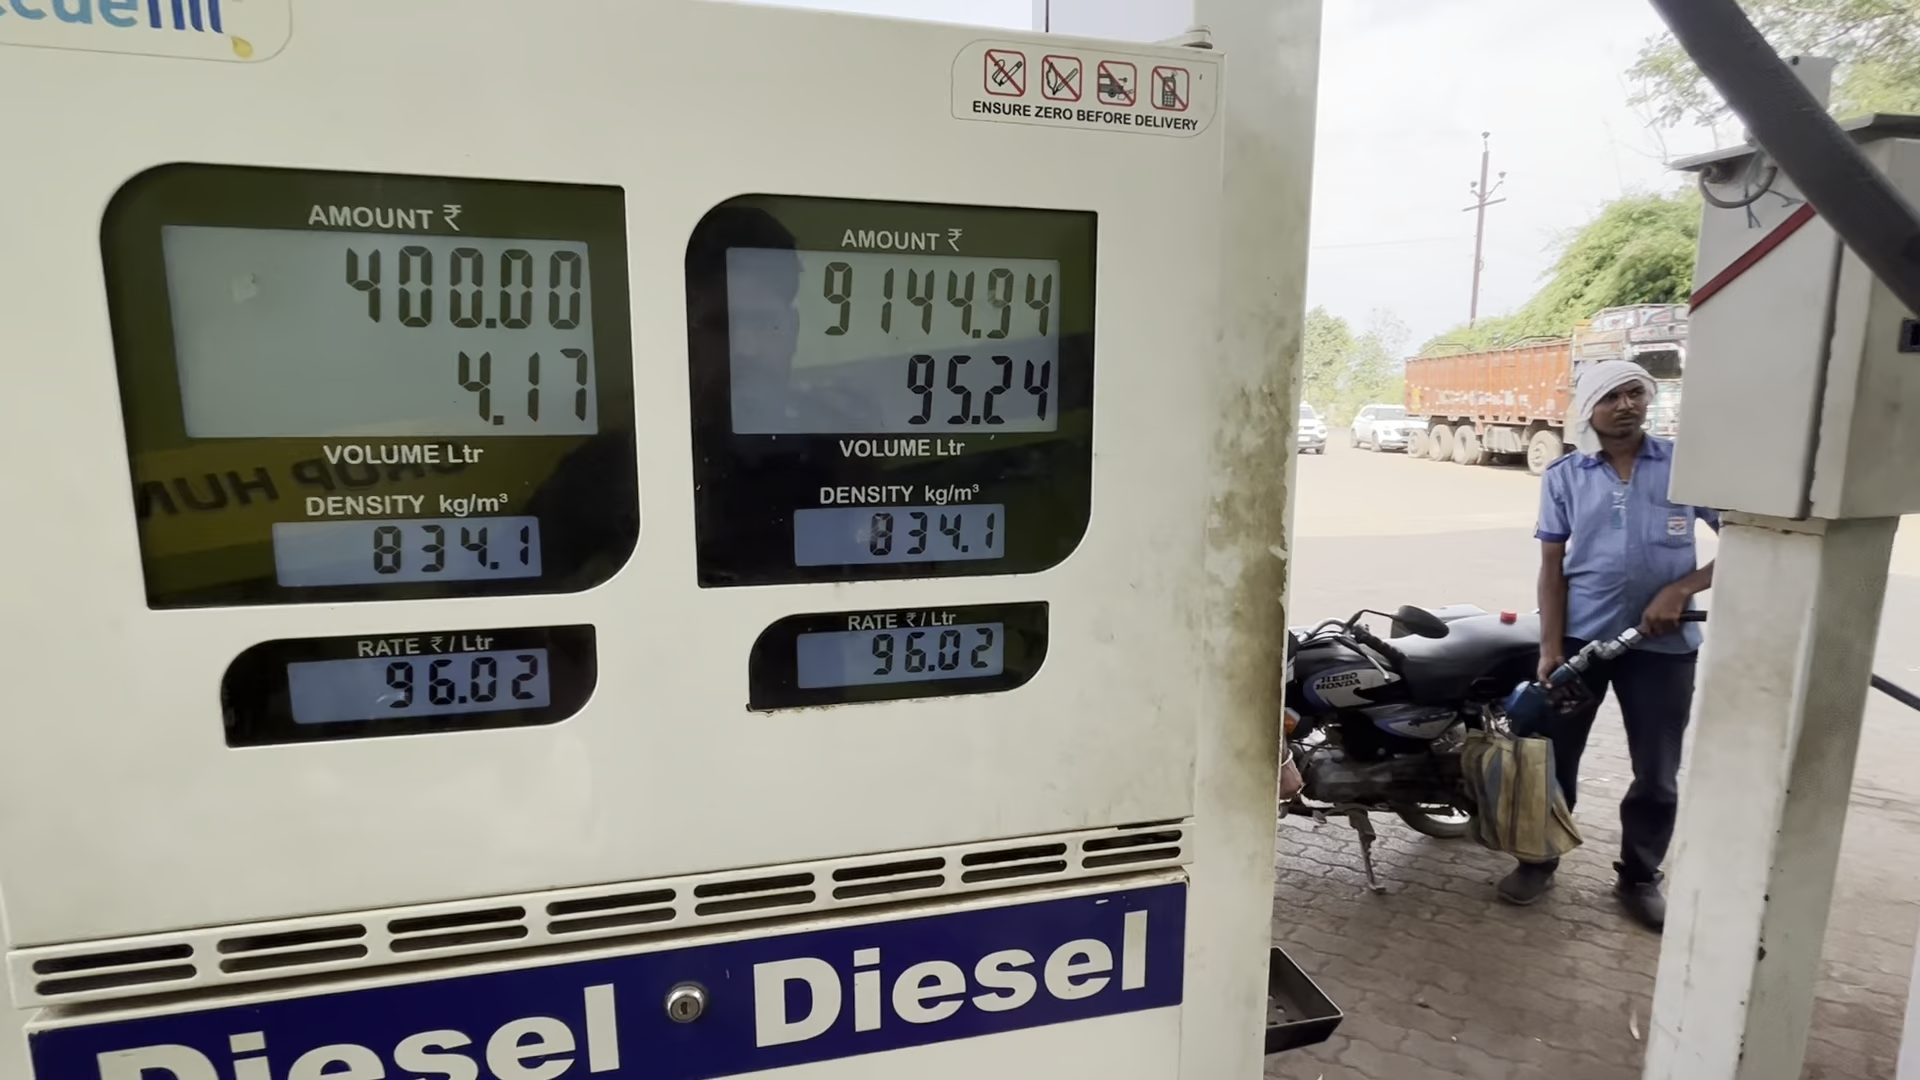 ENSURE ZERO BEFORE DELIVERY
AMOUNT ₹
400.00
4.17
VOLUME Ltr
DENSITY kg/m³
834.1
RATE ₹/Ltr
96.02
AMOUNT ₹
9144.94
95.24
VOLUME Ltr
DENSITY kg/m³
834.1
RATE ₹/Ltr
96.02
Diesel
Diesel
HERO
HONDA